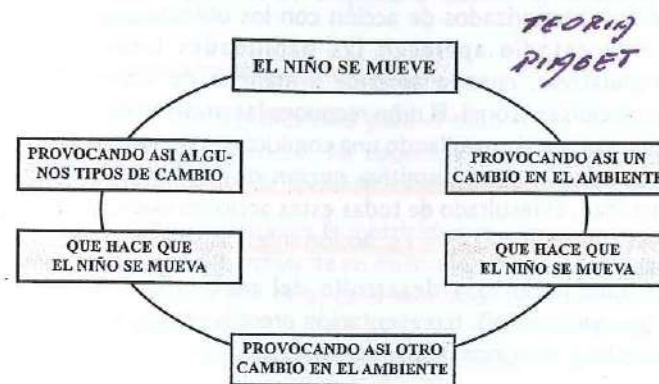 TEORIA
PIAGET
EL NIÑO SE MUEVE
PROVOCANDO ASI ALGU-
NOS TIPOS DE CAMBIO
PROVOCANDO ASI UN
CAMBIO EN EL AMBIENTE
QUE HACE QUE
EL NIÑO SE MUEVA
QUE HACE QUE
EL NIÑO SE MUEVA
PROVOCANDO ASI OTRO
CAMBIO EN EL AMBIENTE